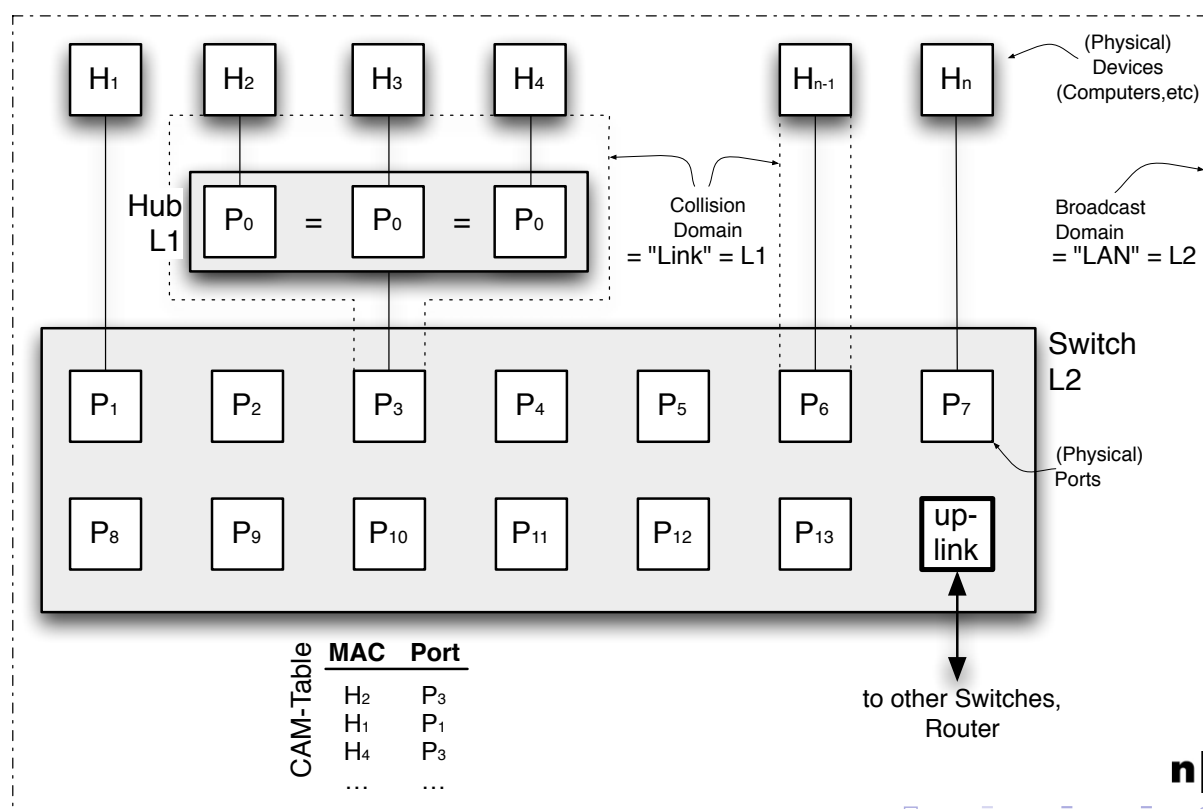 H1 H2 H3 H4 Hn-1 Hn
(Physical)
Devices
(Computers,etc)
Hub
L1
P0 = P0 = P0
Collision
Domain
= "Link" = L1
Broadcast
Domain
= "LAN" = L2
Switch
L2
P1 P2 P3 P4 P5 P6 P7
(Physical)
Ports
P8 P9 P10 P11 P12 P13
up-
link
CAM-Table
MAC Port
H2 P3
H1 P1
H4 P3
... ...
to other Switches,
Router
n|